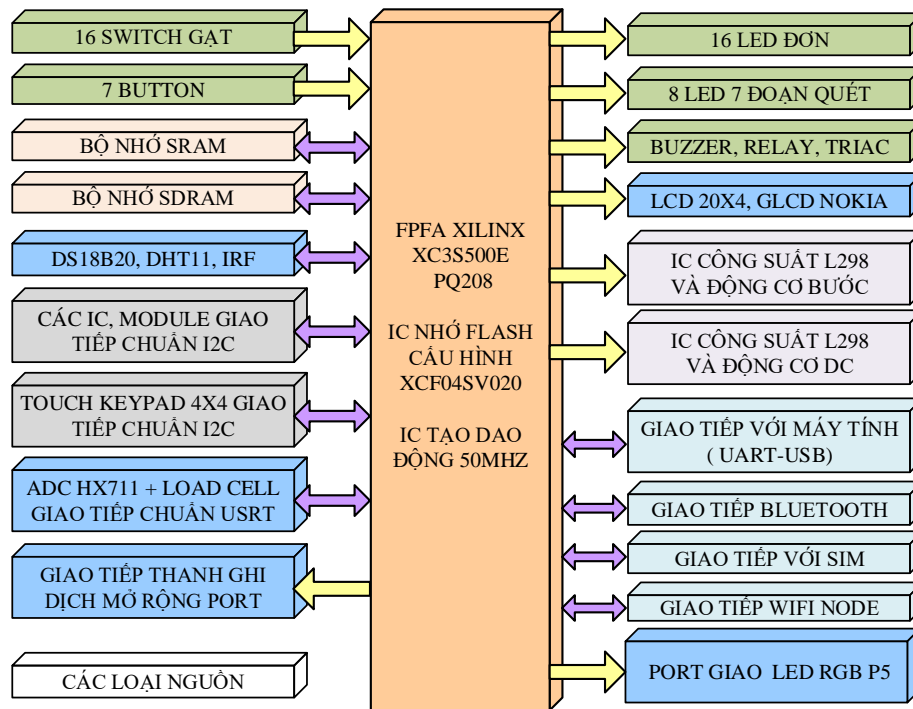 16 SWITCH GẠT
7 BUTTON
BỘ NHỚ SRAM
BỘ NHỚ SDRAM
DS18B20, DHT11, IRF
CÁC IC, MODULE GIAO
TIẾP CHUẨN I2C
TOUCH KEYPAD 4X4 GIAO
TIẾP CHUẨN I2C
ADC HX711 + LOAD CELL
GIAO TIẾP CHUẨN USRT
GIAO TIẾP THANH GHI
DỊCH MỞ RỘNG PORT
CÁC LOẠI NGUỒN
FPFA XILINX
XC3S500E
PQ208
IC NHỚ FLASH
CẤU HÌNH
XCF04SV020
IC TẠO DAO
ĐỘNG 50MHZ
16 LED ĐƠN
8 LED 7 ĐOẠN QUÉT
BUZZER, RELAY, TRIAC
LCD 20X4, GLCD NOKIA
IC CÔNG SUẤT L298
VÀ ĐỘNG CƠ BƯỚC
IC CÔNG SUẤT L298
VÀ ĐỘNG CƠ DC
GIAO TIẾP VỚI MÁY TÍNH
( UART-USB)
GIAO TIẾP BLUETOOTH
GIAO TIẾP VỚI SIM
GIAO TIẾP WIFI NODE
PORT GIAO LED RGB P5